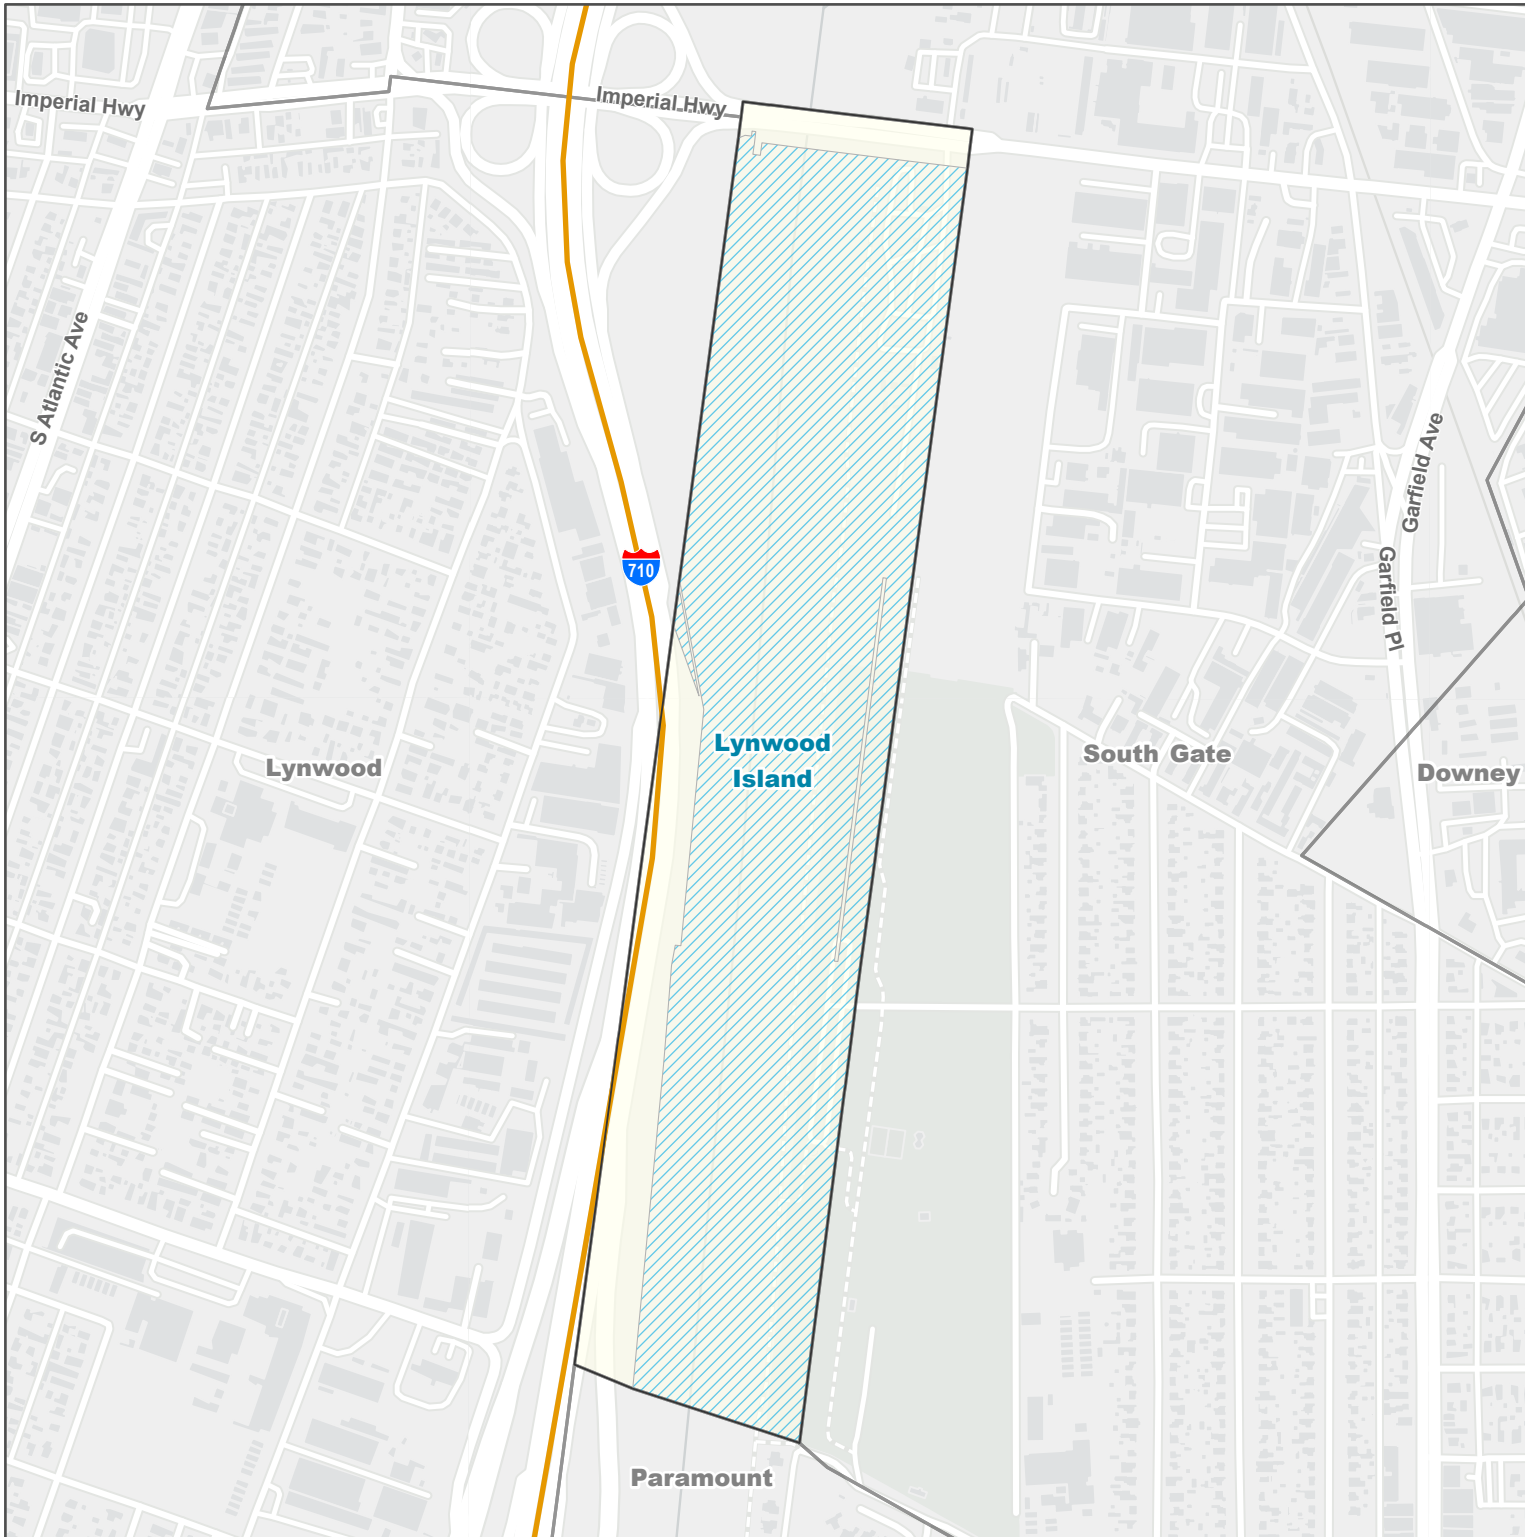 Imperial Hwy
Imperial Hwy
S Atlantic Ave
Garfield Ave
710
Garfield Pl
Lynwood
Island
South Gate
Lynwood
Downey
Paramount